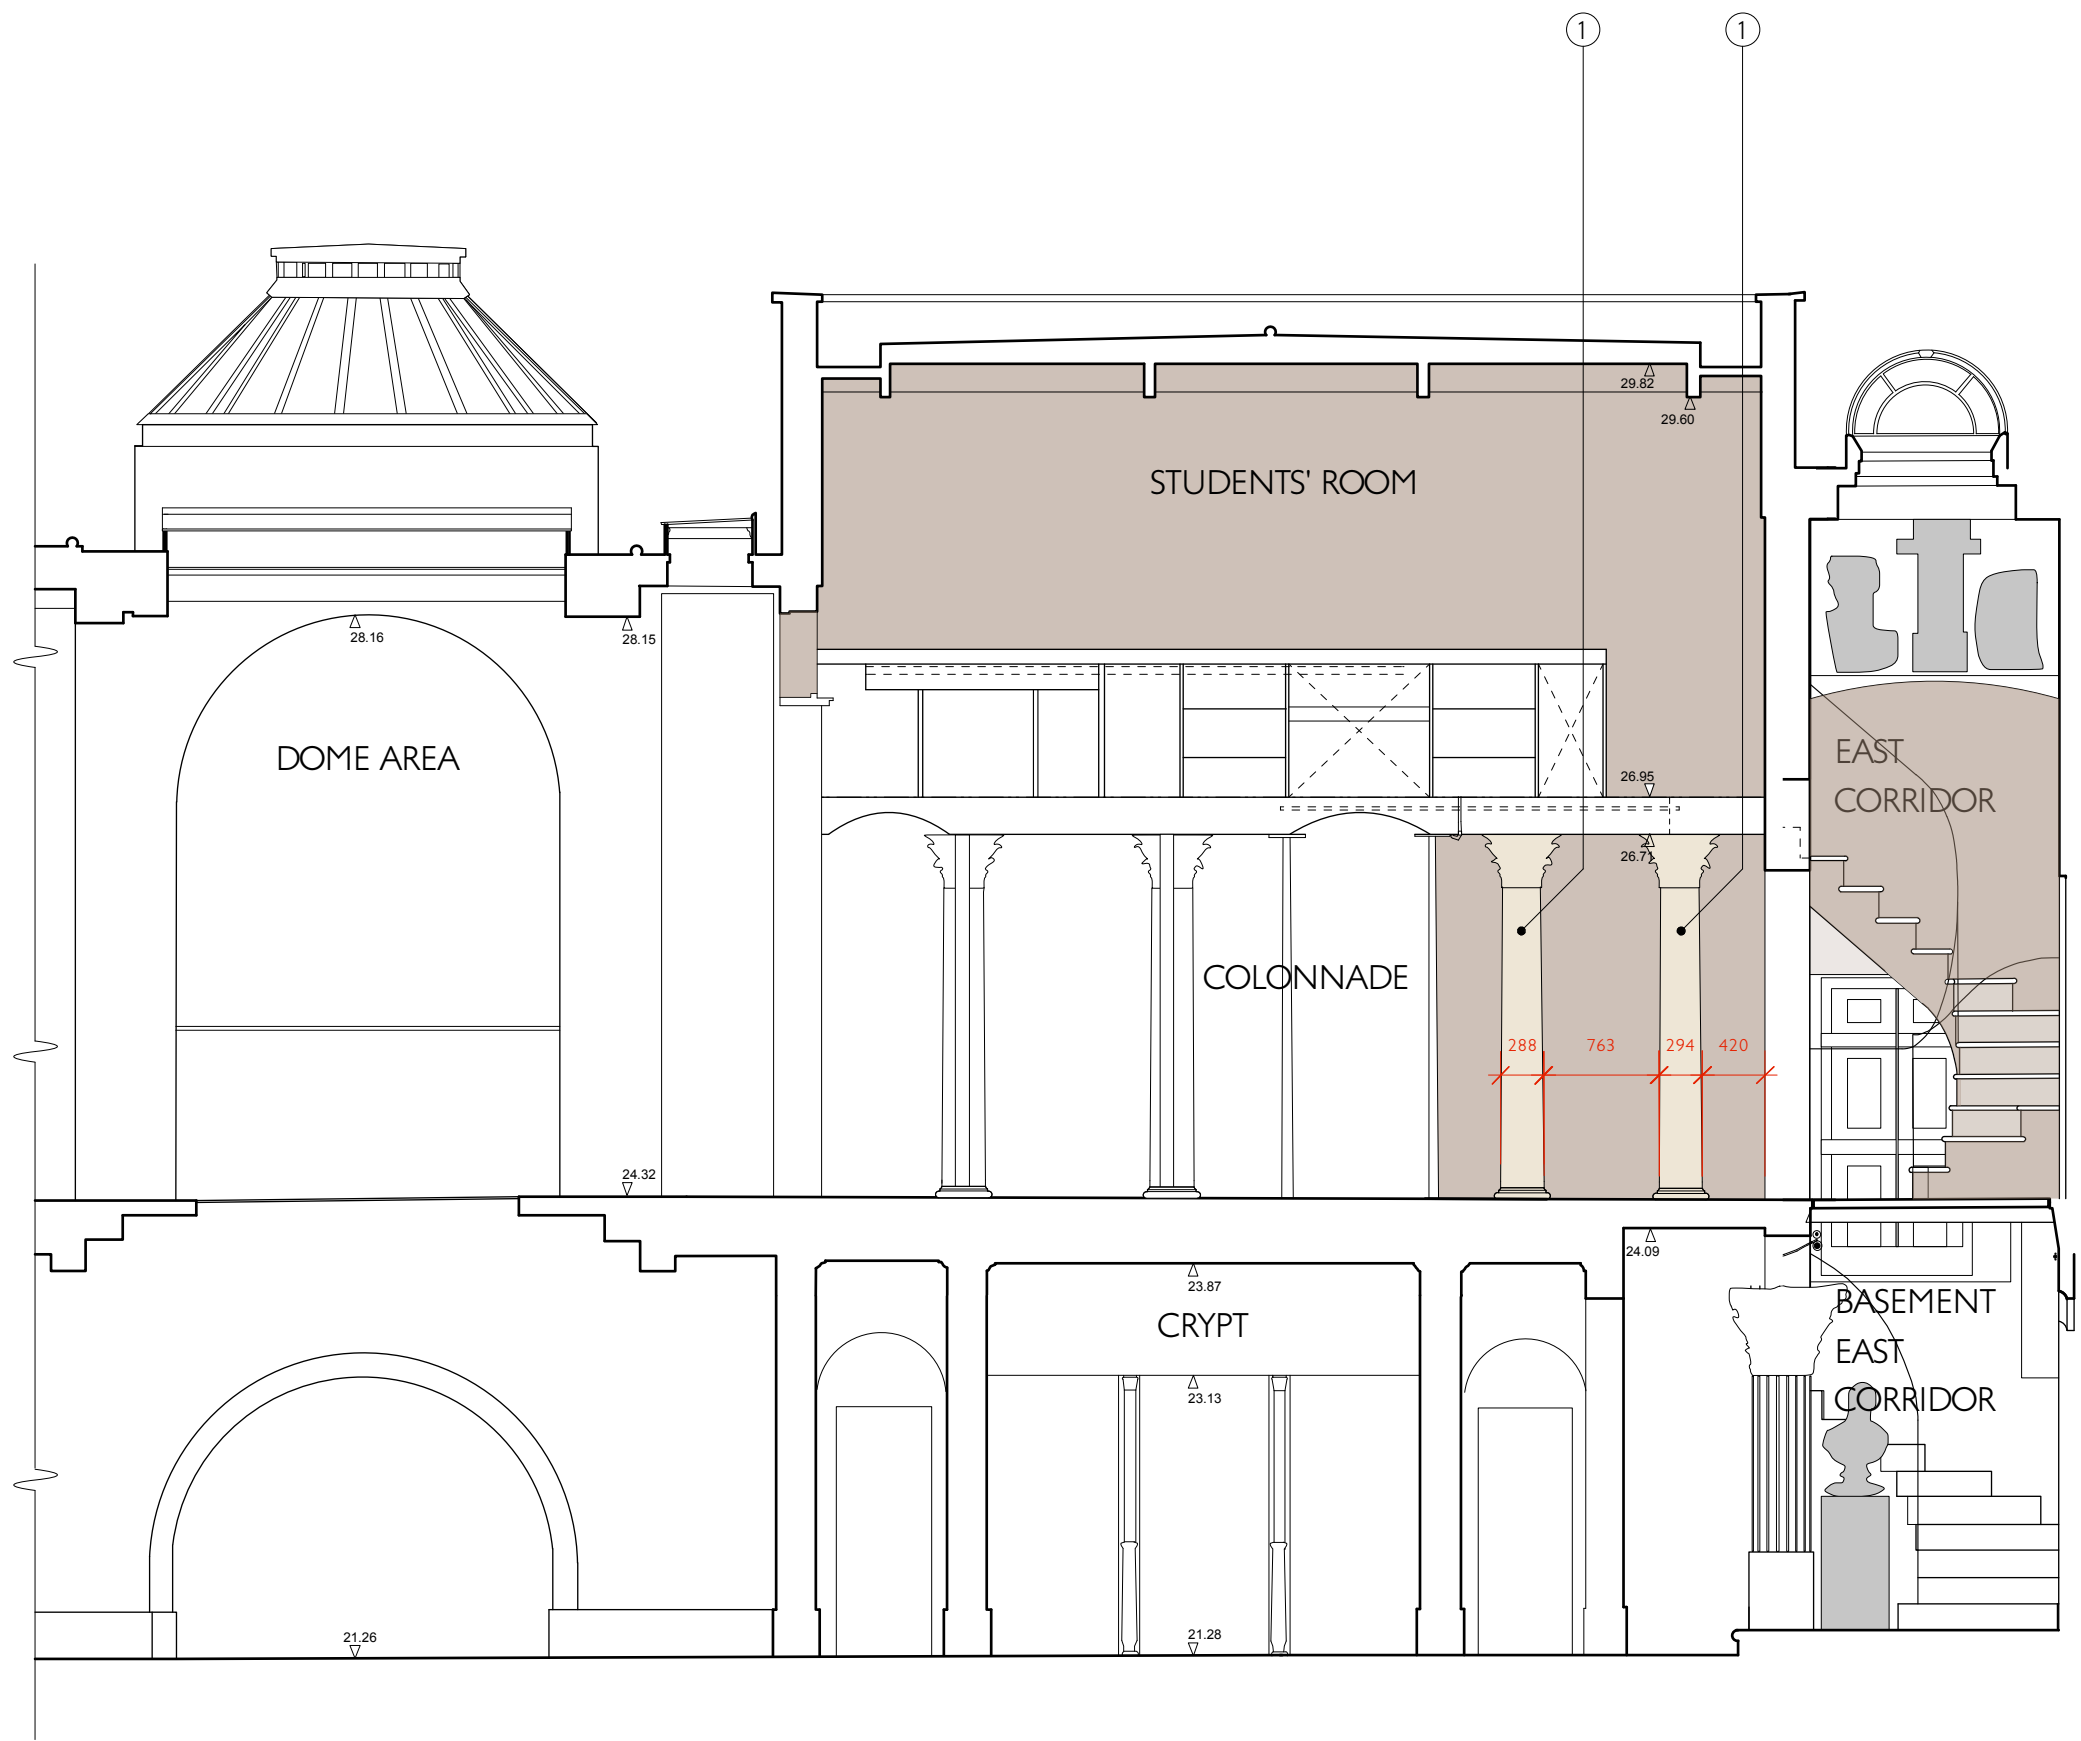 1
1
29.82
29.60
STUDENTS' ROOM
28.16
28.15
DOME AREA
EAST
CORRIDOR
26.95
26.71
COLONNADE
288
763
294
420
24.32
24.09
23.87
CRYPT
23.13
BASEMENT
EAST
CORRIDOR
21.26
21.28